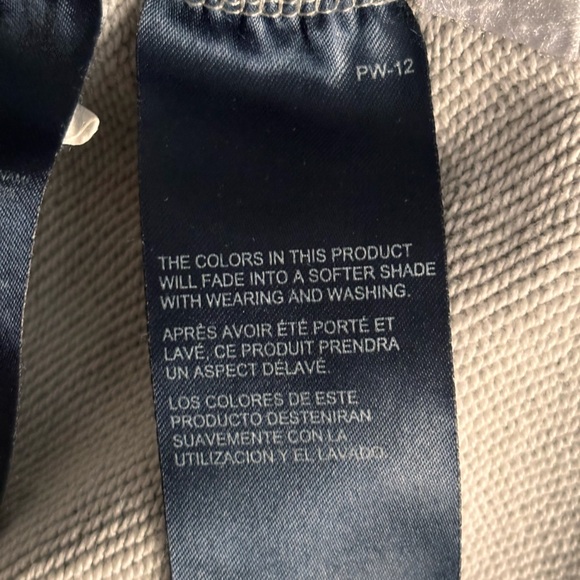 PW-12
THE COLORS IN THIS PRODUCT
WILL FADE INTO A SOFTER SHADE
WITH WEARING AND WASHING.
APRÈS AVOIR ÉTÉ PORTÉ ET
LAVÉ, CE PRODUIT PRENDRA
UN ASPECT DÉLAVÉ.
LOS COLORES DE ESTE
PRODUCTO DESTENIRAN
SUAVEMENTE CON LA
UTILIZACION Y EL LAVADO.